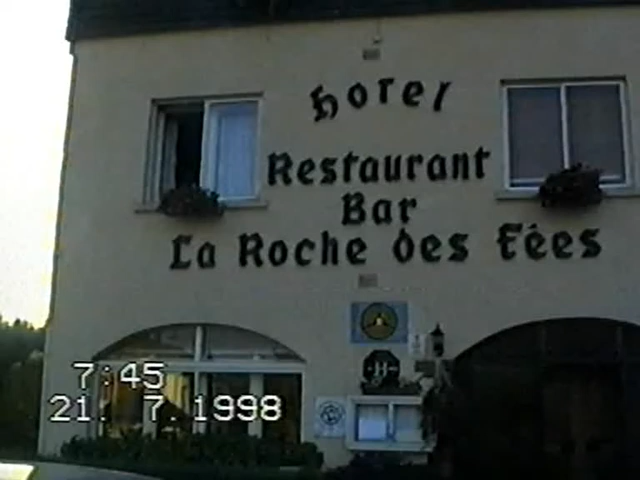 Hotel
Restaurant
Bar
La Roche des Fées
H
7:45
21. 7.1998